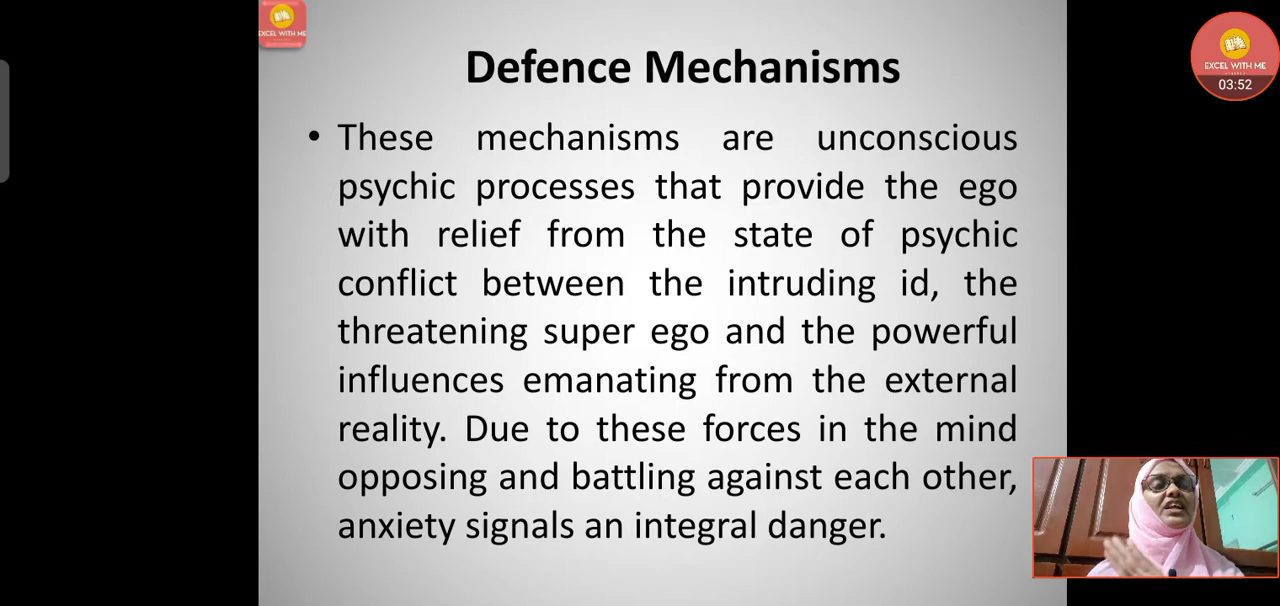 EXCEL WITH ME
Defence Mechanisms
• These mechanisms are unconscious
psychic processes that provide the ego
with relief from the state of psychic
conflict between the intruding id, the
threatening super ego and the powerful
influences emanating from the external
reality. Due to these forces in the mind
opposing and battling against each other,
anxiety signals an integral danger.
EXCEL WITH ME
03:52